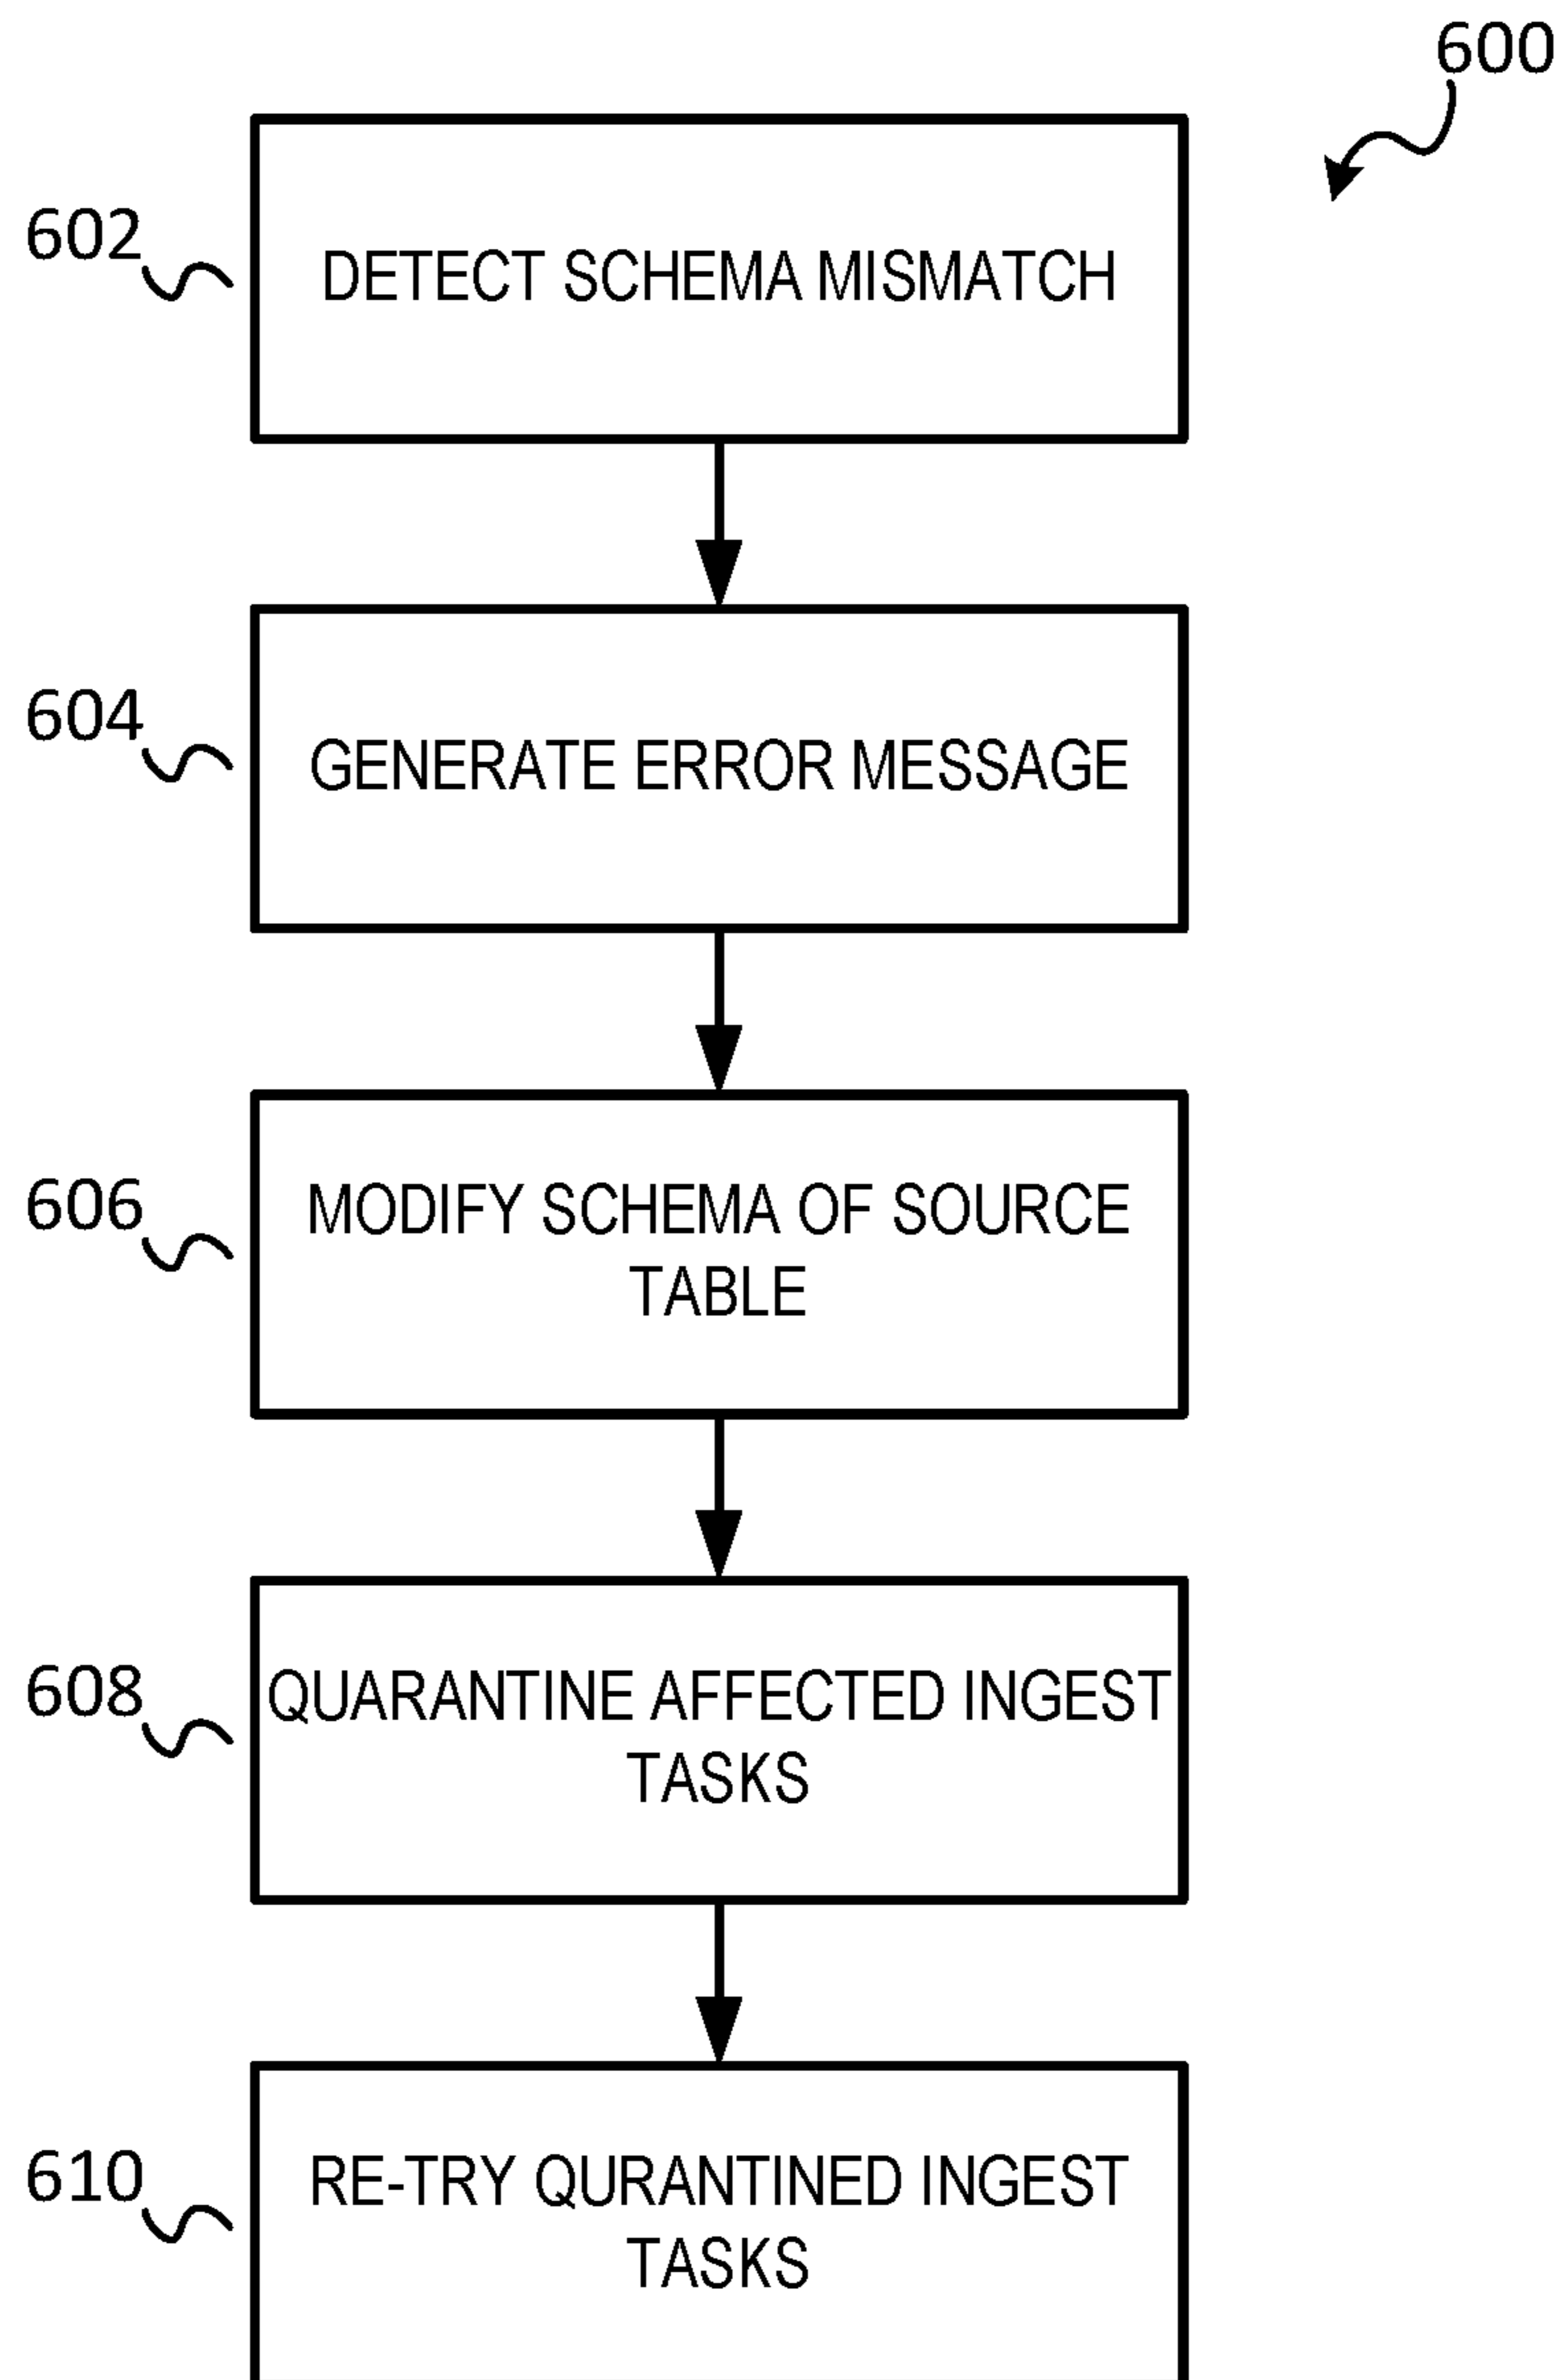 600
602
DETECT SCHEMA MISMATCH
604
GENERATE ERROR MESSAGE
606
MODIFY SCHEMA OF SOURCE
TABLE
608
QUARANTINE AFFECTED INGEST
TASKS
610
RE-TRY QURANTINED INGEST
TASKS